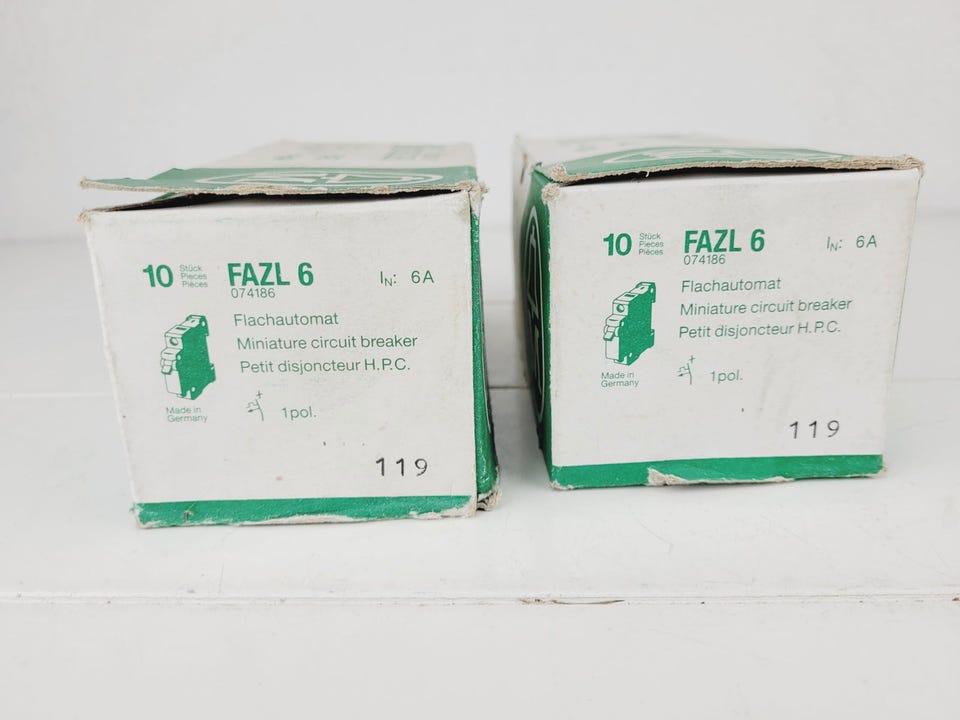 10 Stück
Pieces
Pièces
FAZL 6
074186
IN: 6A
Flachautomat
Miniature circuit breaker
Petit disjoncteur H.P.C.
Made in
Germany
1pol.
119
10 Stück
Pieces
Pièces
FAZL 6
074186
IN: 6A
Flachautomat
Miniature circuit breaker
Petit disjoncteur H.P.C.
Made in
Germany
1pol.
119